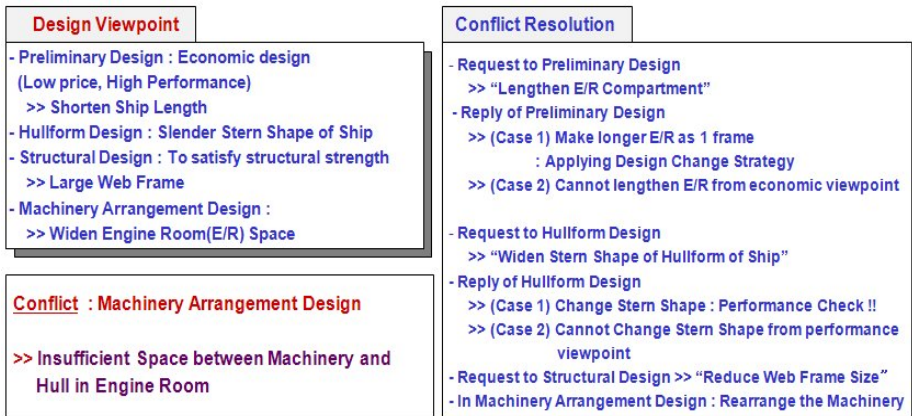 Design Viewpoint
- Preliminary Design : Economic design
(Low price, High Performance)
>> Shorten Ship Length
- Hullform Design : Slender Stern Shape of Ship
- Structural Design : To satisfy structural strength
>> Large Web Frame
- Machinery Arrangement Design :
>> Widen Engine Room(E/R) Space
Conflict : Machinery Arrangement Design
>> Insufficient Space between Machinery and
Hull in Engine Room
Conflict Resolution
- Request to Preliminary Design
>> “Lengthen E/R Compartment”
- Reply of Preliminary Design
>> (Case 1) Make longer E/R as 1 frame
: Applying Design Change Strategy
>> (Case 2) Cannot lengthen E/R from economic viewpoint
- Request to Hullform Design
>> “Widen Stern Shape of Hullform of Ship”
- Reply of Hullform Design
>> (Case 1) Change Stern Shape : Performance Check !!
>> (Case 2) Cannot Change Stern Shape from performance
viewpoint
- Request to Structural Design >> “Reduce Web Frame Size”
- In Machinery Arrangement Design : Rearrange the Machinery